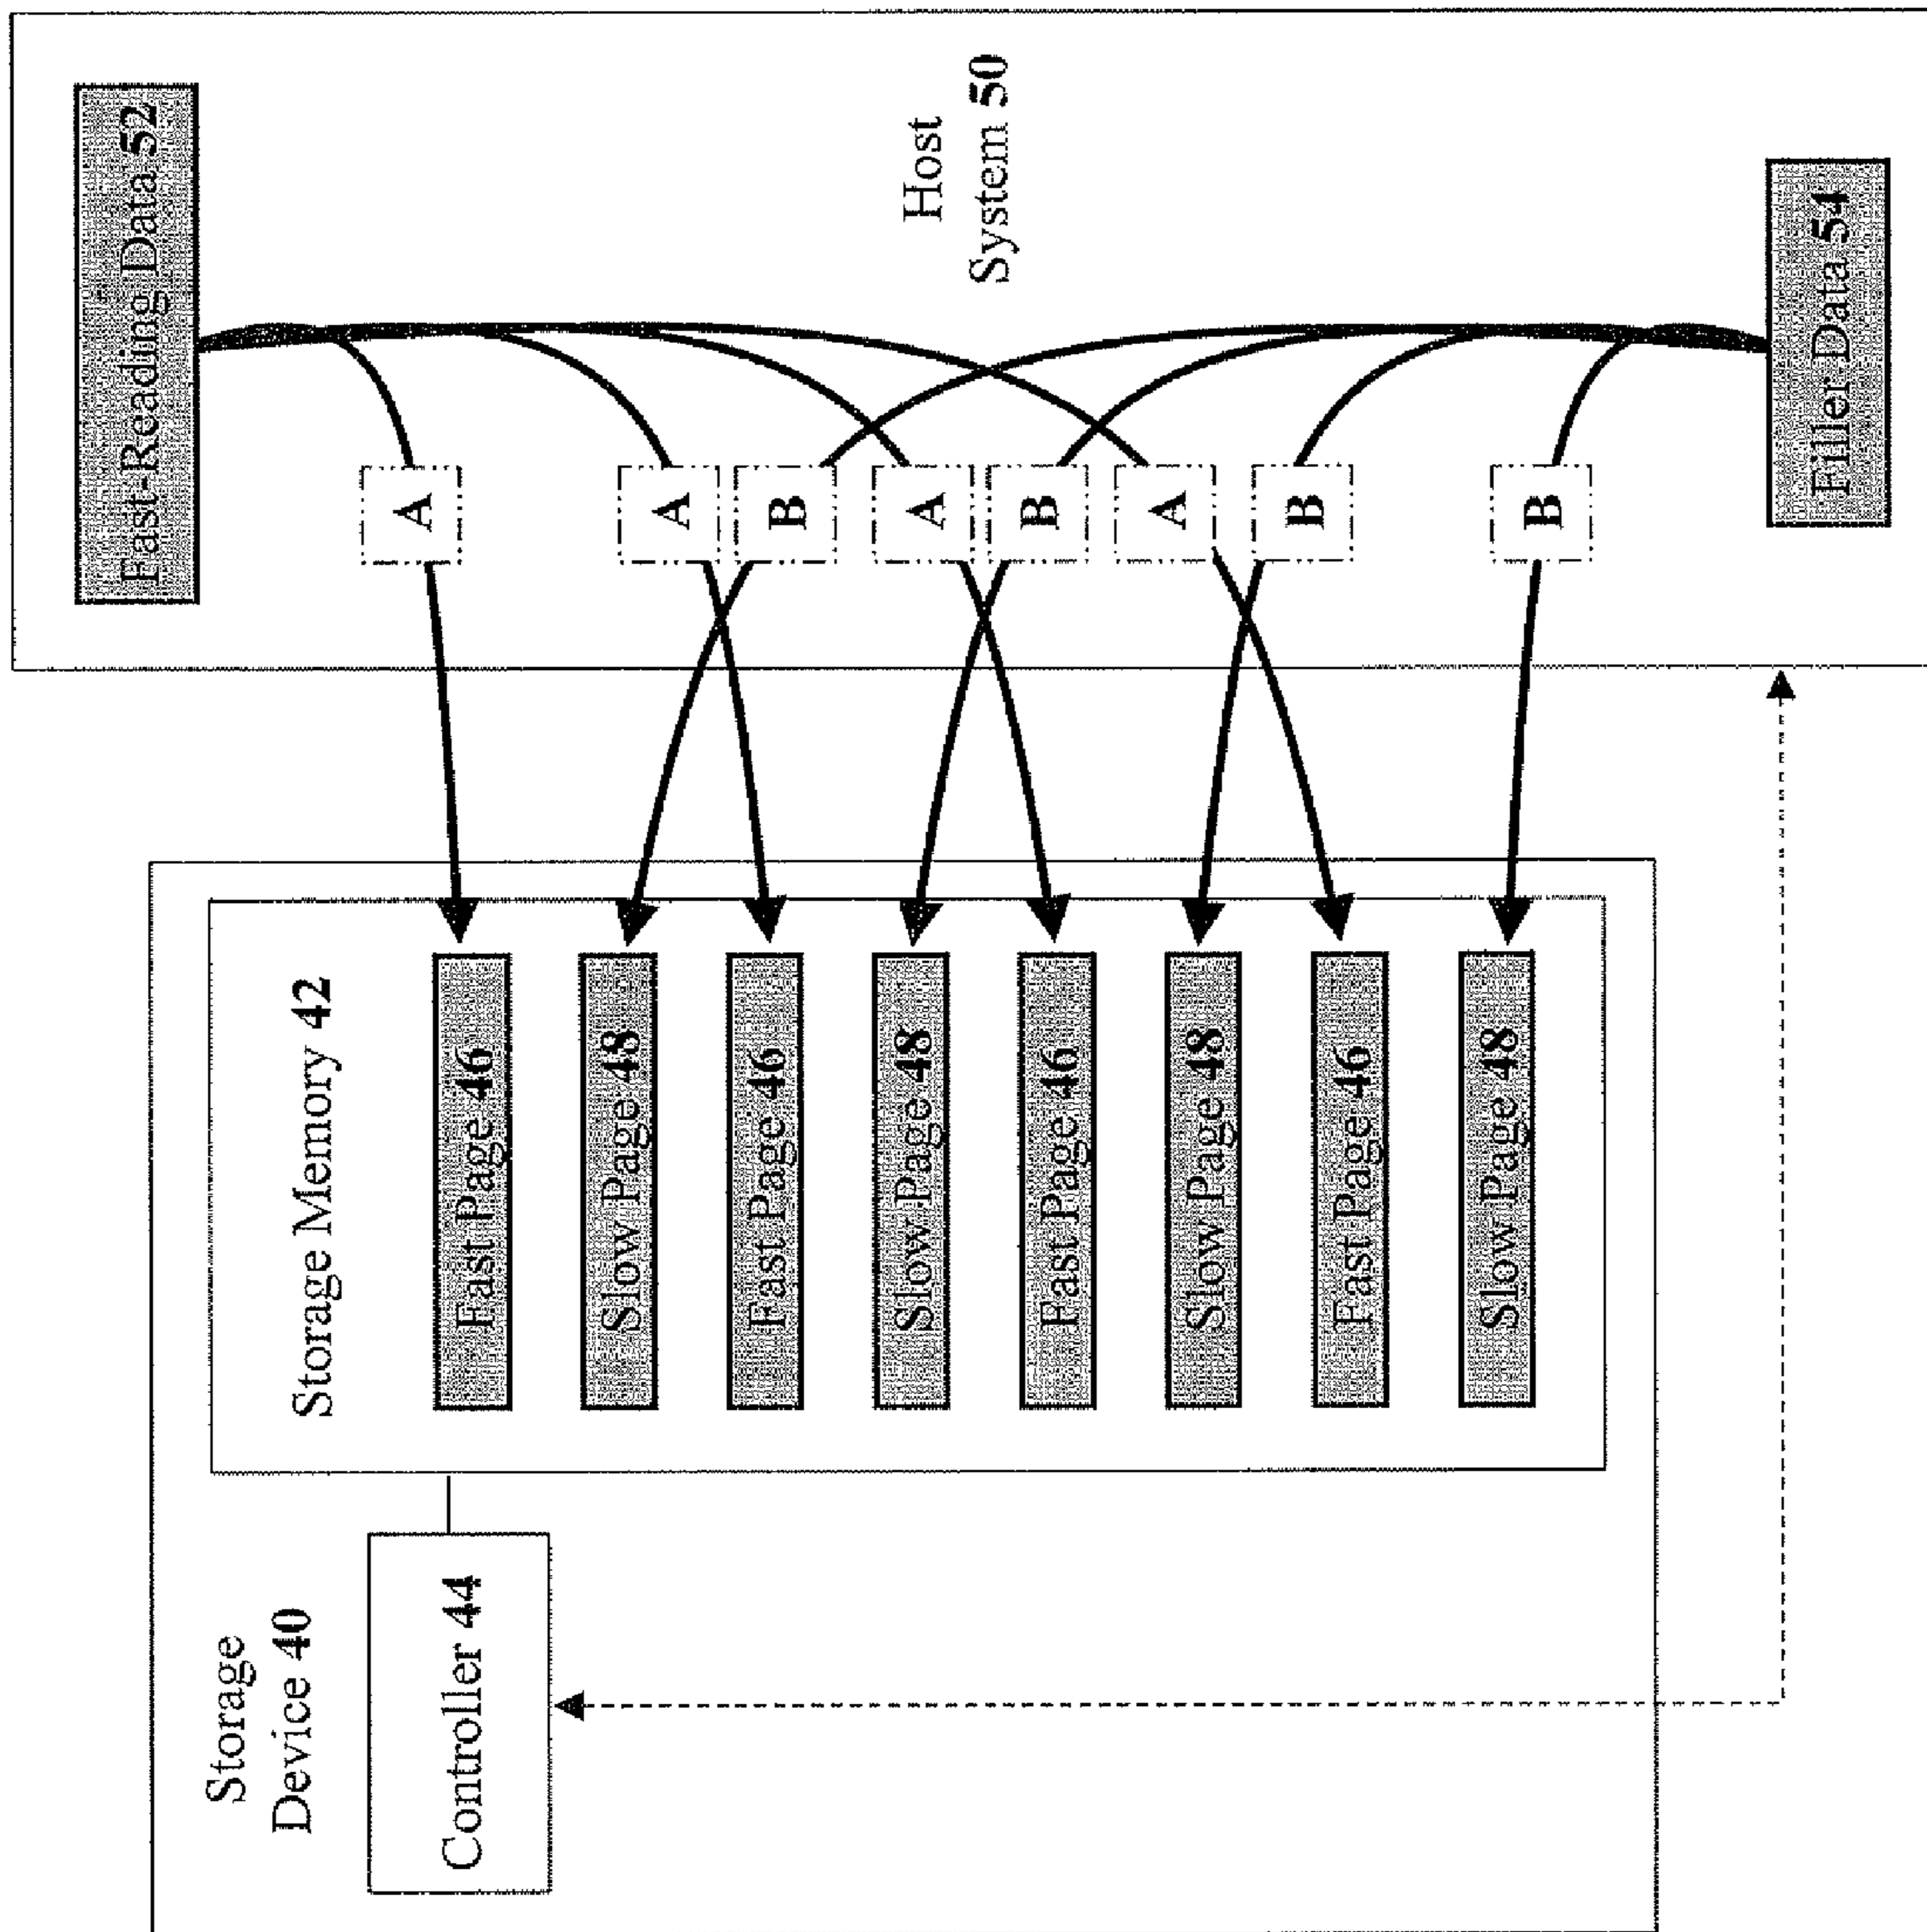 Storage
Device 40
Controller 44
Storage Memory 42
Fast Page 46
Slow Page 48
Fast Page 46
Slow Page 48
Fast Page 46
Slow Page 48
Fast Page 46
Slow Page 48
A
A
B
A
B
A
B
B
Fast-Reading Data 52
Host
System 50
Filler Data 54